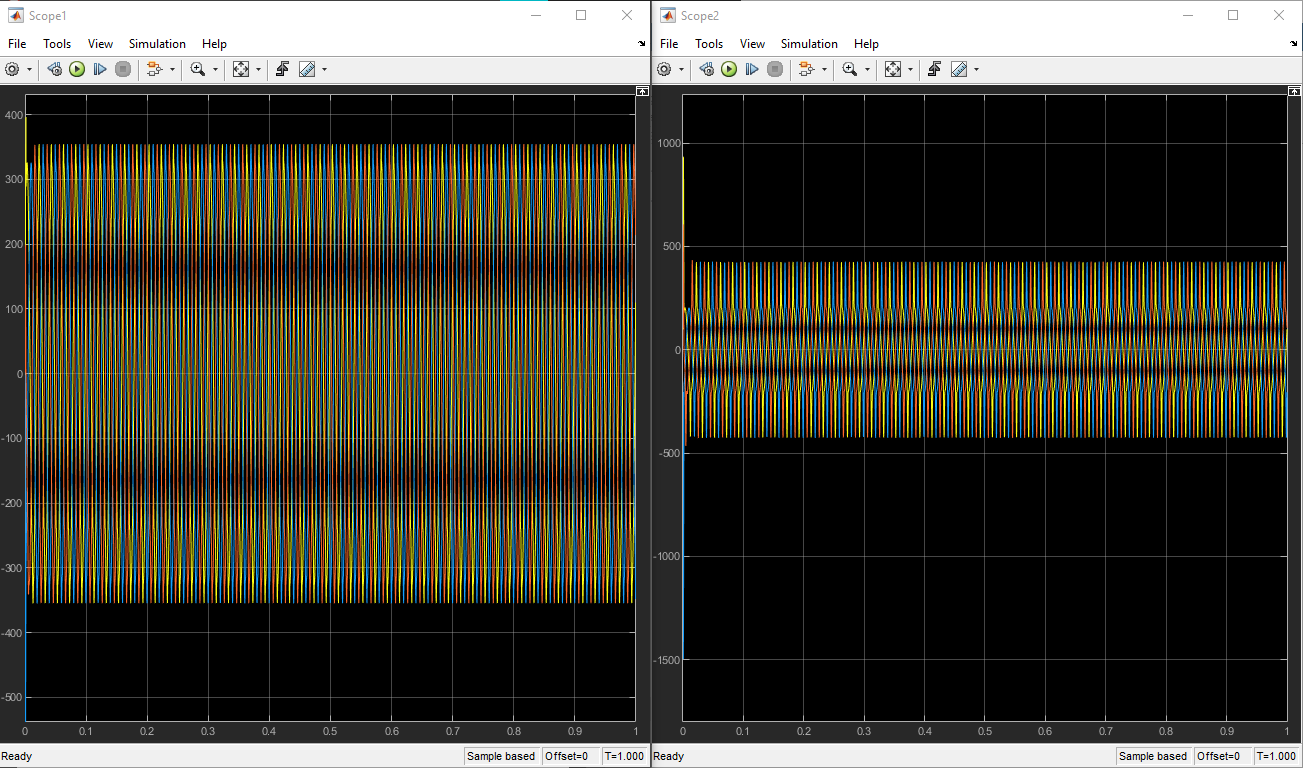 Scope1
File Tools View Simulation Help
400
300
200
100
0
-100
-200
-300
-400
-500
0 0.1 0.2 0.3 0.4 0.5 0.6 0.7 0.8 0.9 1
Ready Sample based Offset=0 T=1.000
Scope2
File Tools View Simulation Help
1000
500
0
-500
-1000
-1500
0 0.1 0.2 0.3 0.4 0.5 0.6 0.7 0.8 0.9 1
Ready Sample based Offset=0 T=1.000